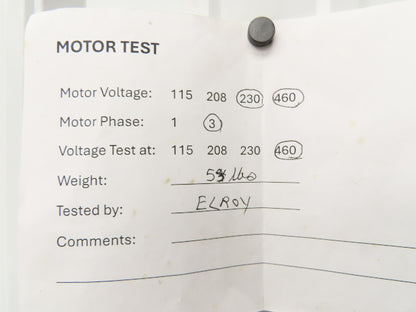 MOTOR TEST
Motor Voltage: 115 208 230 460
Motor Phase: 1 3
Voltage Test at: 115 208 230 460
Weight: lbs
Tested by: ELROY
Comments: